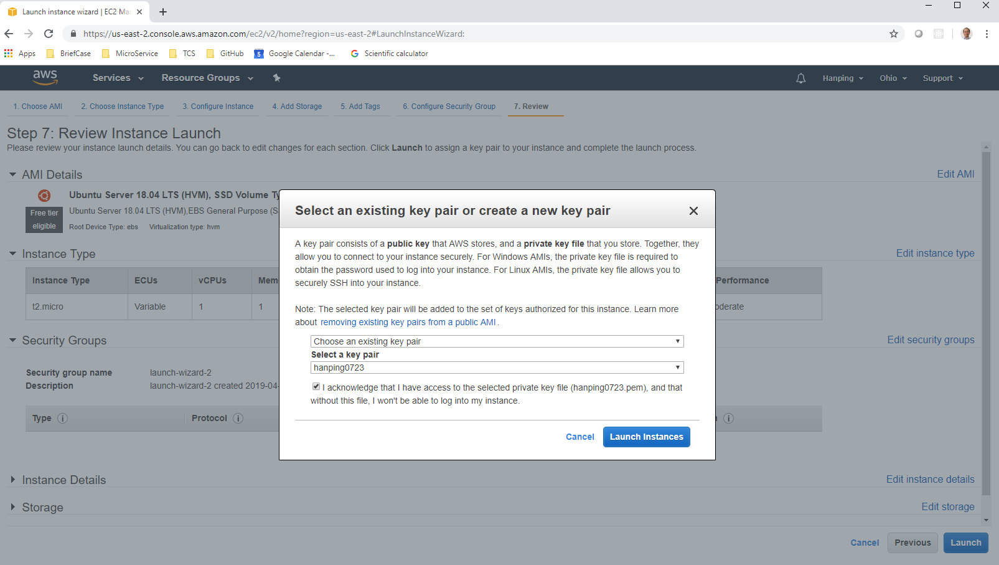 Launch instance wizard | EC2 Ma
https://us-east-2.console.aws.amazon.com/ec2/v2/home?region=us-east-2#LaunchInstanceWizard:
Apps BriefCase MicroService TCS GitHub 5 Google Calendar -... G Scientific calculator
aws Services Resource Groups Hanping Ohio Support
1. Choose AMI 2. Choose Instance Type 3. Configure Instance 4. Add Storage 5. Add Tags 6. Configure Security Group 7. Review
Step 7: Review Instance Launch
Please review your instance launch details. You can go back to edit changes for each section. Click Launch to assign a key pair to your instance and complete the launch process.
AMI Details Edit AMI
Ubuntu Server 18.04 LTS (HVM), SSD Volume Ty
Free tier eligible
Ubuntu Server 18.04 LTS (HVM),EBS General Purpose (S
Root Device Type: ebs Virtualization type: hvm
Instance Type Edit instance type
Instance Type ECUs vCPUs Mem Performance
t2.micro Variable 1 1 oderate
Security Groups Edit security groups
Security group name launch-wizard-2
Description launch-wizard-2 created 2019-04-
Type i Protocol i i
Select an existing key pair or create a new key pair
A key pair consists of a public key that AWS stores, and a private key file that you store. Together, they
allow you to connect to your instance securely. For Windows AMIs, the private key file is required to
obtain the password used to log into your instance. For Linux AMIs, the private key file allows you to
securely SSH into your instance.
Note: The selected key pair will be added to the set of keys authorized for this instance. Learn more
about removing existing key pairs from a public AMI.
Choose an existing key pair
Select a key pair
hanping0723
I acknowledge that I have access to the selected private key file (hanping0723.pem), and that
without this file, I won't be able to log into my instance.
Cancel Launch Instances
Instance Details Edit instance details
Storage Edit storage
Cancel Previous Launch